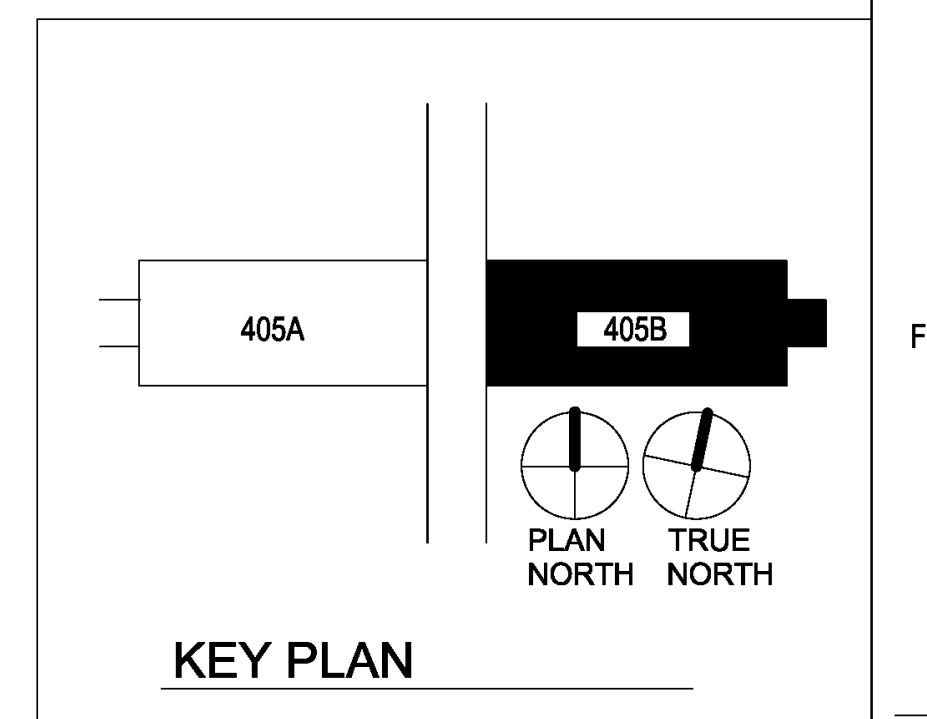 405A
405B
PLAN
NORTH
TRUE
NORTH
KEY PLAN
F